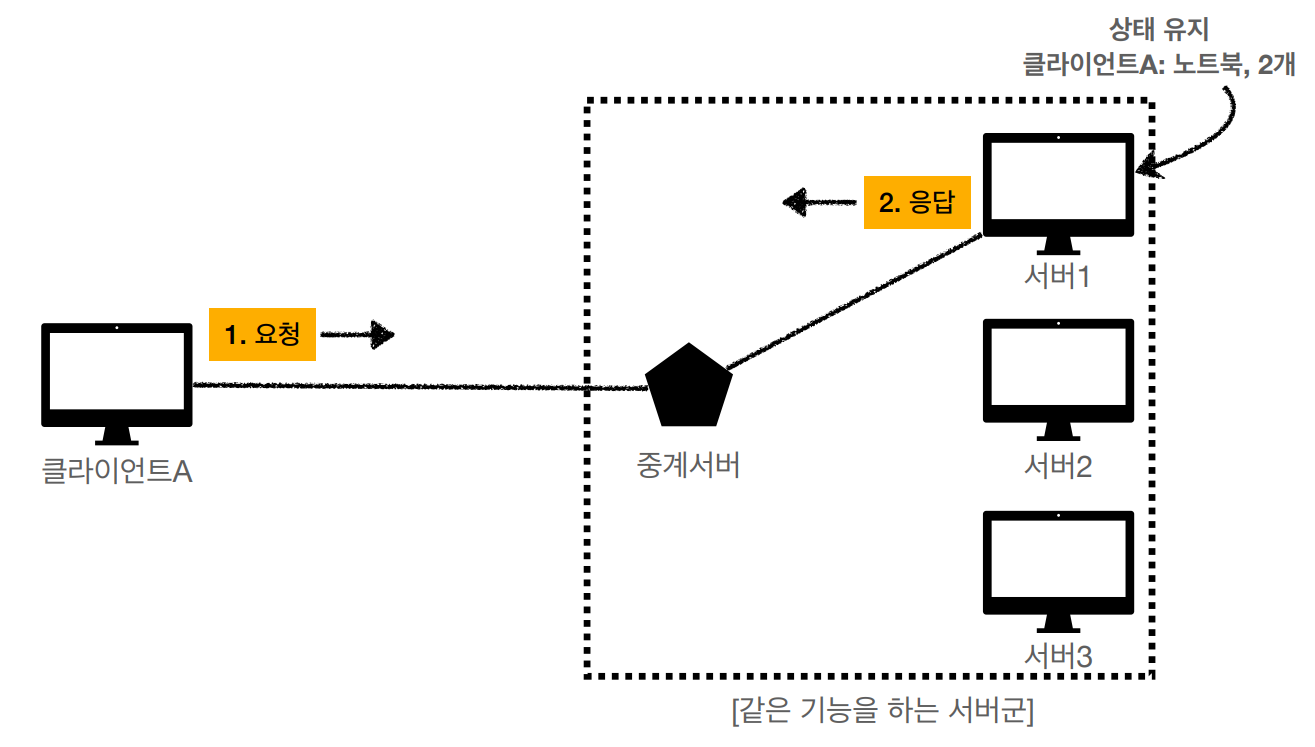 상태 유지
클라이언트A: 노트북, 2개
2. 응답
서버1
1. 요청
클라이언트A
중계서버
서버2
서버3
[같은 기능을 하는 서버군]